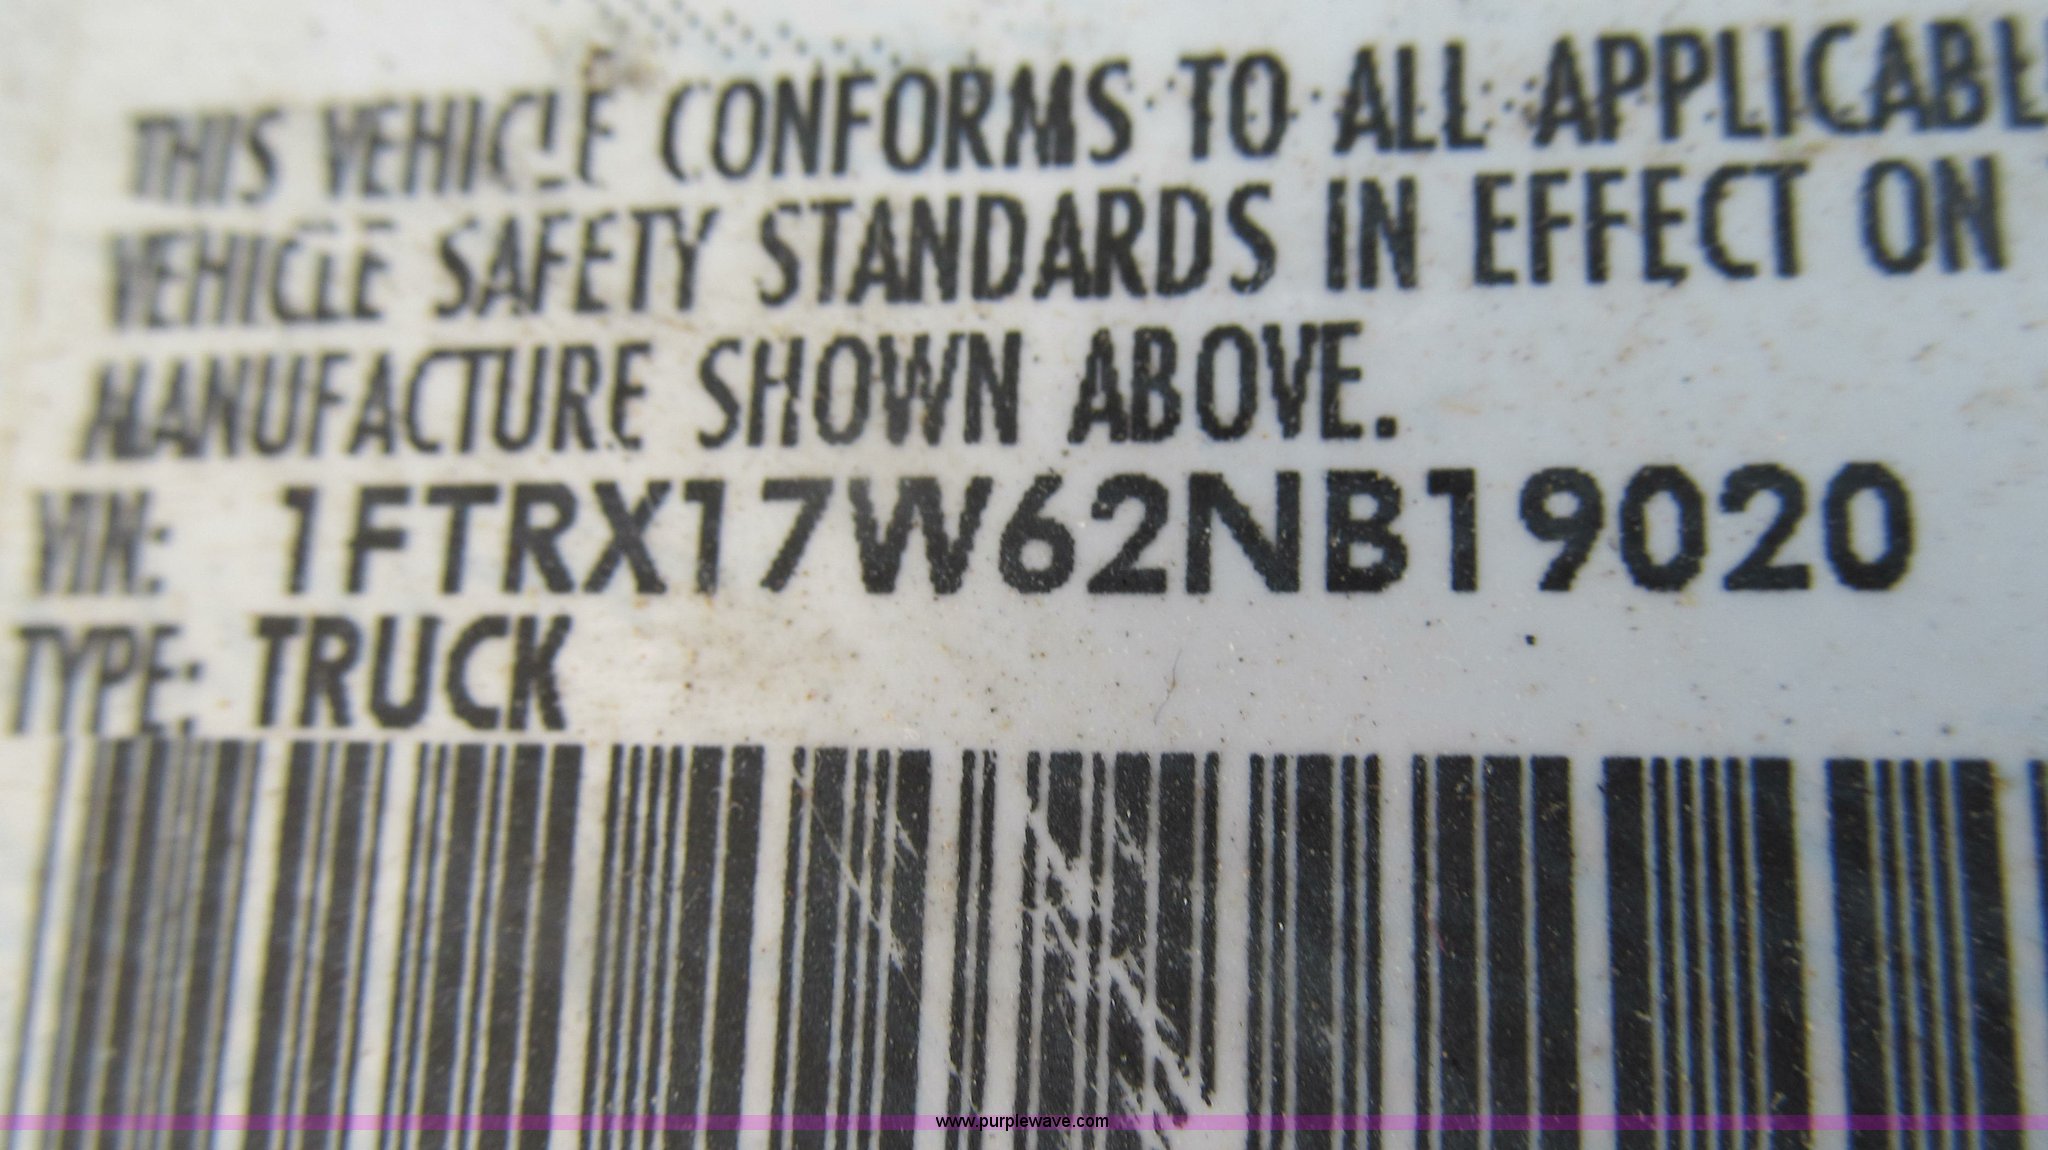 THIS VEHICLE CONFORMS TO ALL APPLICABLE
VEHICLE SAFETY STANDARDS IN EFFECT ON
MANUFACTURE SHOWN ABOVE.
VIN: 1FTRX17W62NB19020
TYPE: TRUCK
www.purplewave.com